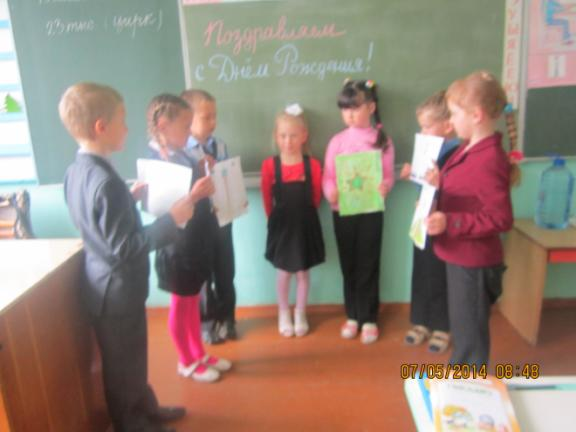 23 тыс. (цирк)
Поздравляем
с Днём Рождения!
07/05/2014 08:48